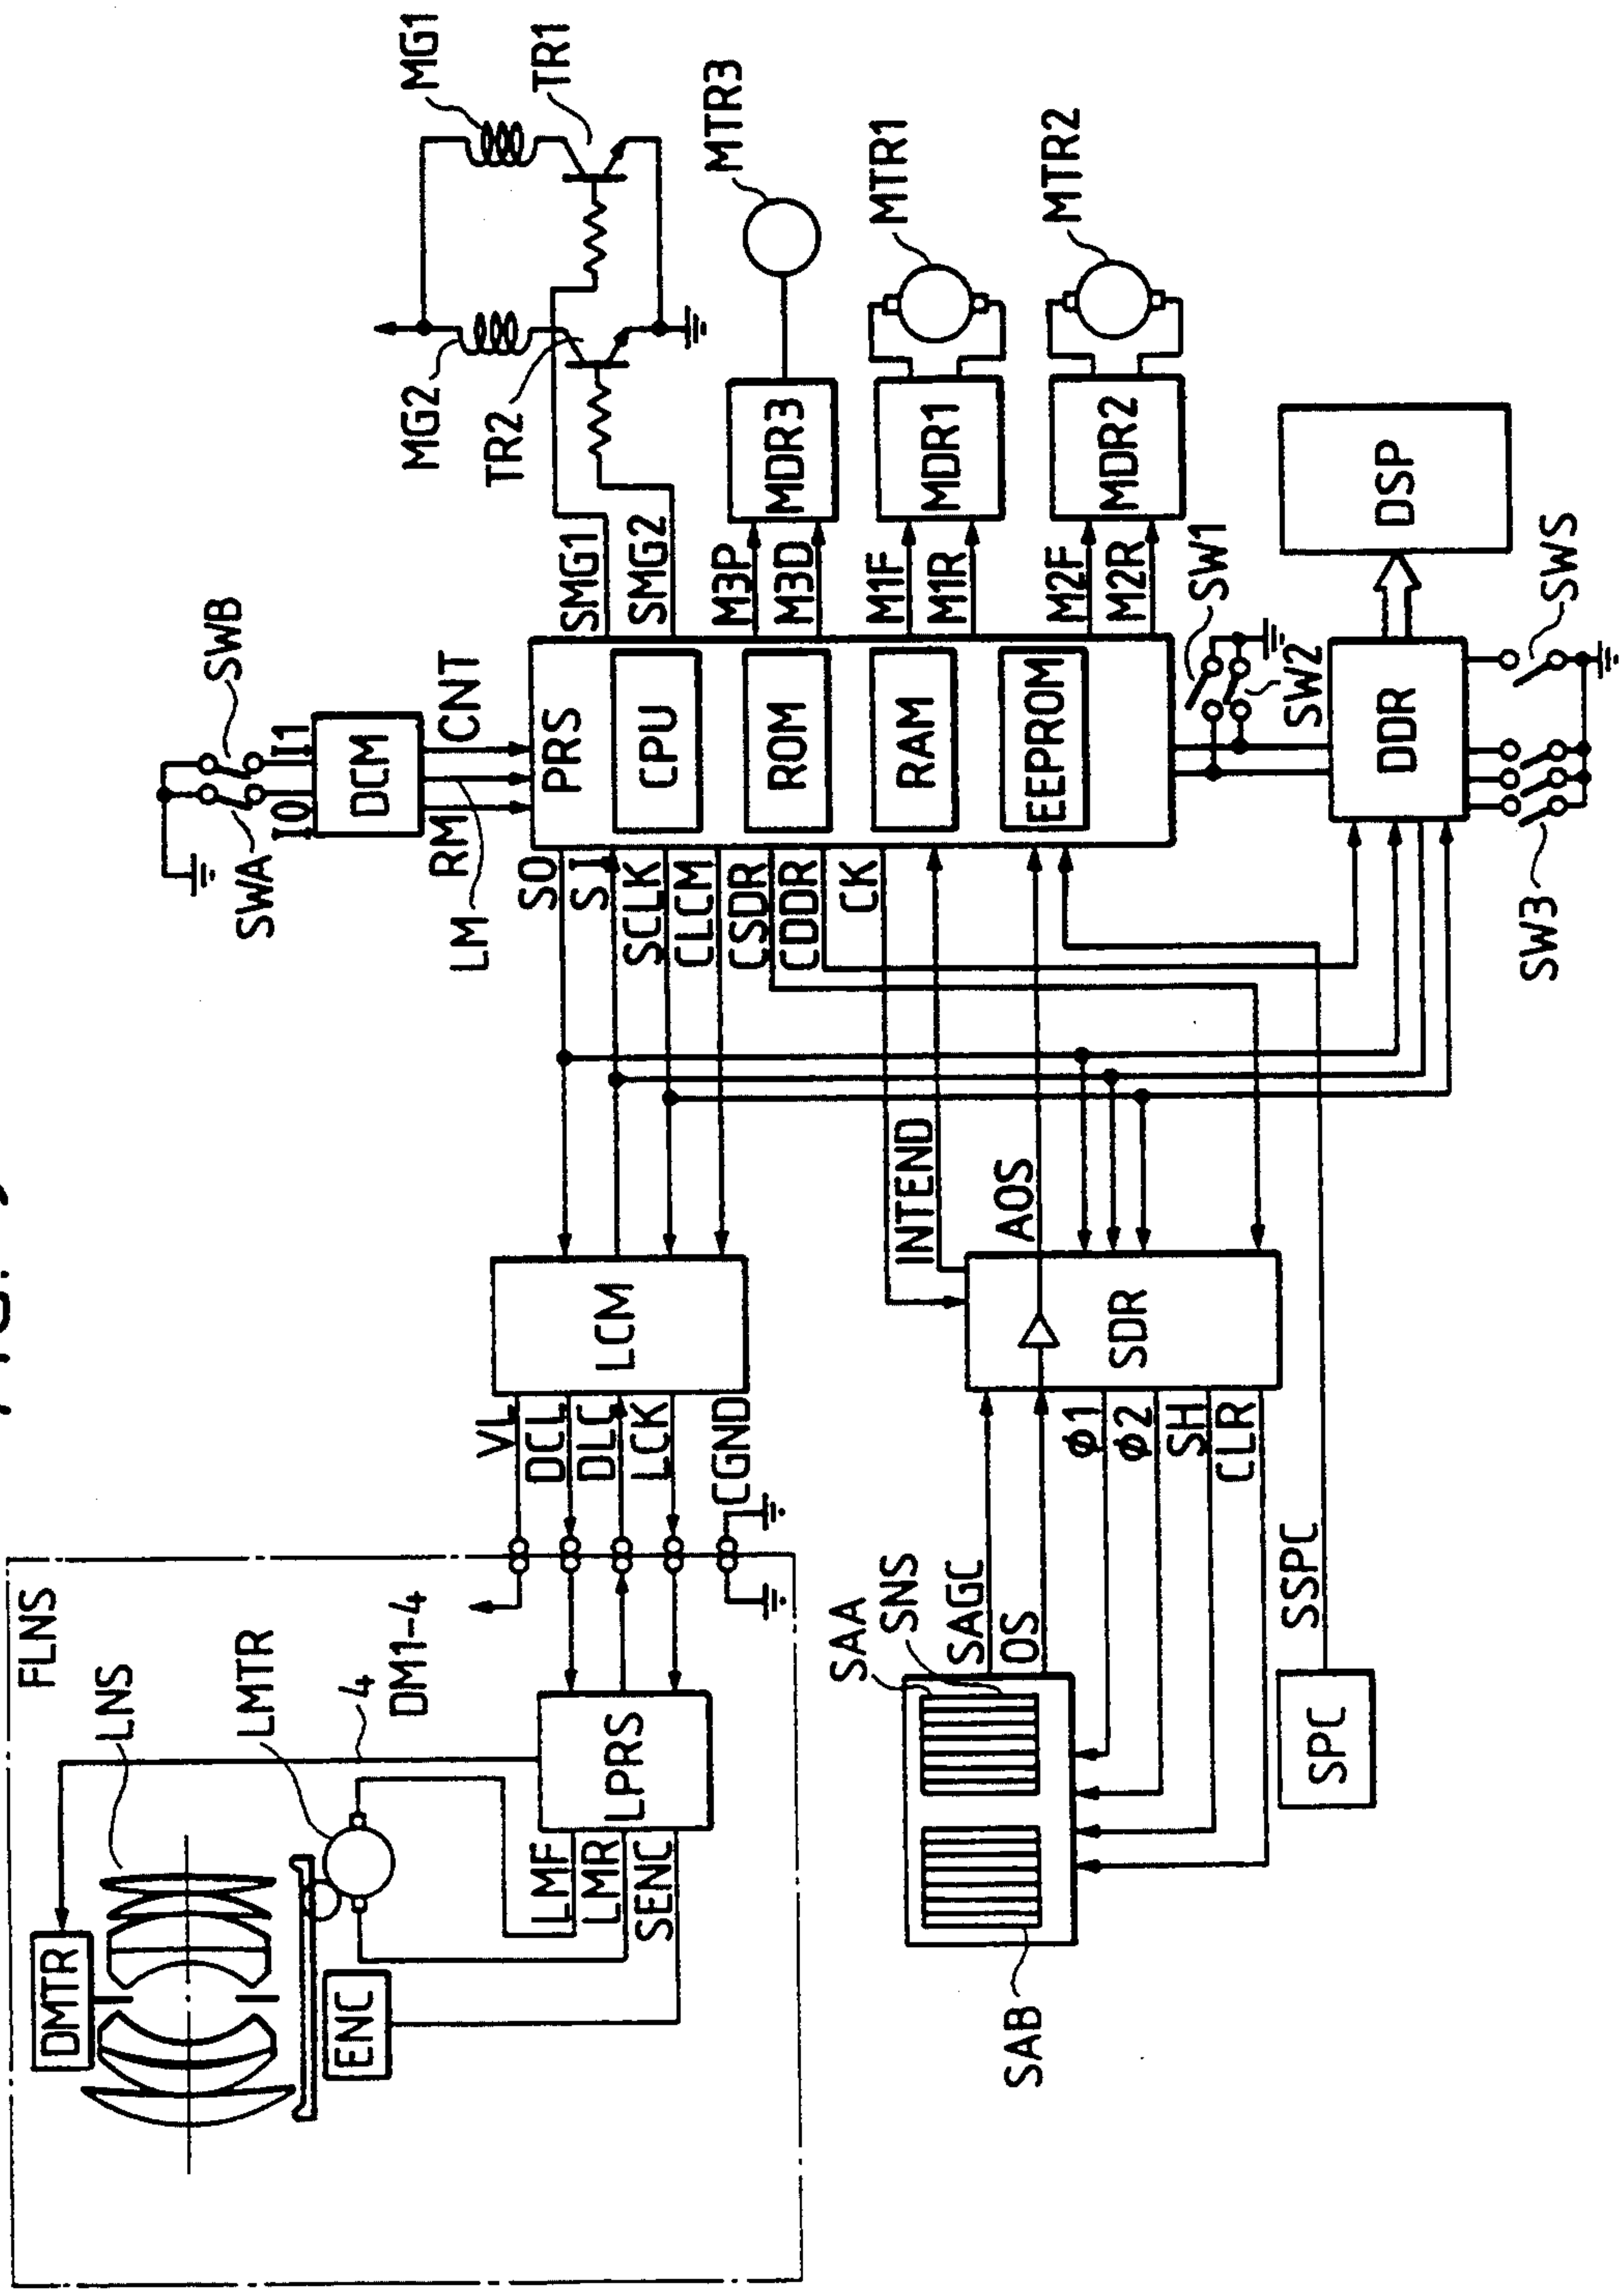 FLNS
LNS
LMTR
DMTR
ENC
4
DM1-4
LPRS
LMF
LMR
SENC
VL
DCL
DLC
LCK
CGND
LCM
SWA
SWB
I0
I1
DCM
RM
LM
CNT
SO
SI
SCLK
CLCM
CSDR
CDDR
CK
PRS
CPU
ROM
RAM
EEPROM
SMG1
SMG2
MG1
MG2
TR1
TR2
M3P
M3D
MDR3
MTR3
M1F
M1R
MDR1
MTR1
M2F
M2R
MDR2
MTR2
SW1
SW2
DDR
DSP
SW3
SWS
INTEND
AOS
SDR
SAGC
OS
Φ1
Φ2
SH
CLR
SAA
SNS
SAB
SSPC
SPC